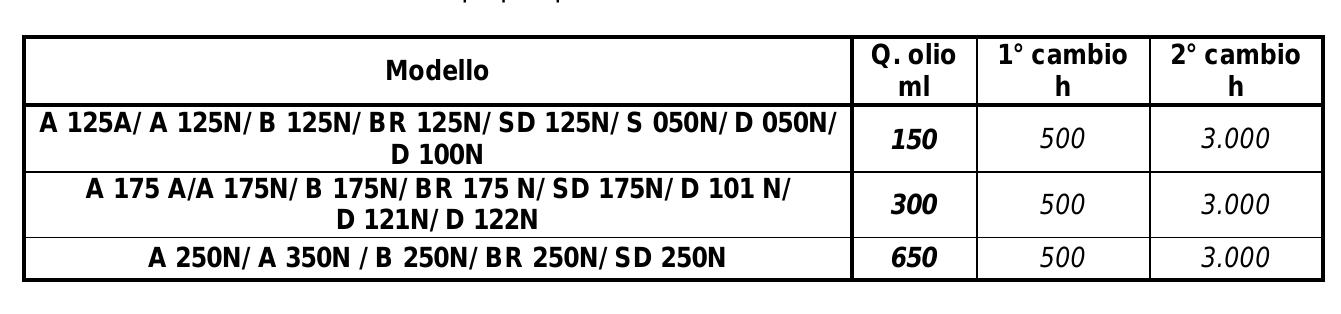 Modello
Q. olio
ml
1° cambio
h
2° cambio
h
A 125A/ A 125N/ B 125N/ BR 125N/ SD 125N/ S 050N/ D 050N/
D 100N
150
500
3.000
A 175 A/A 175N/ B 175N/ BR 175 N/ SD 175N/ D 101 N/
D 121N/ D 122N
300
500
3.000
A 250N/ A 350N / B 250N/ BR 250N/ SD 250N
650
500
3.000